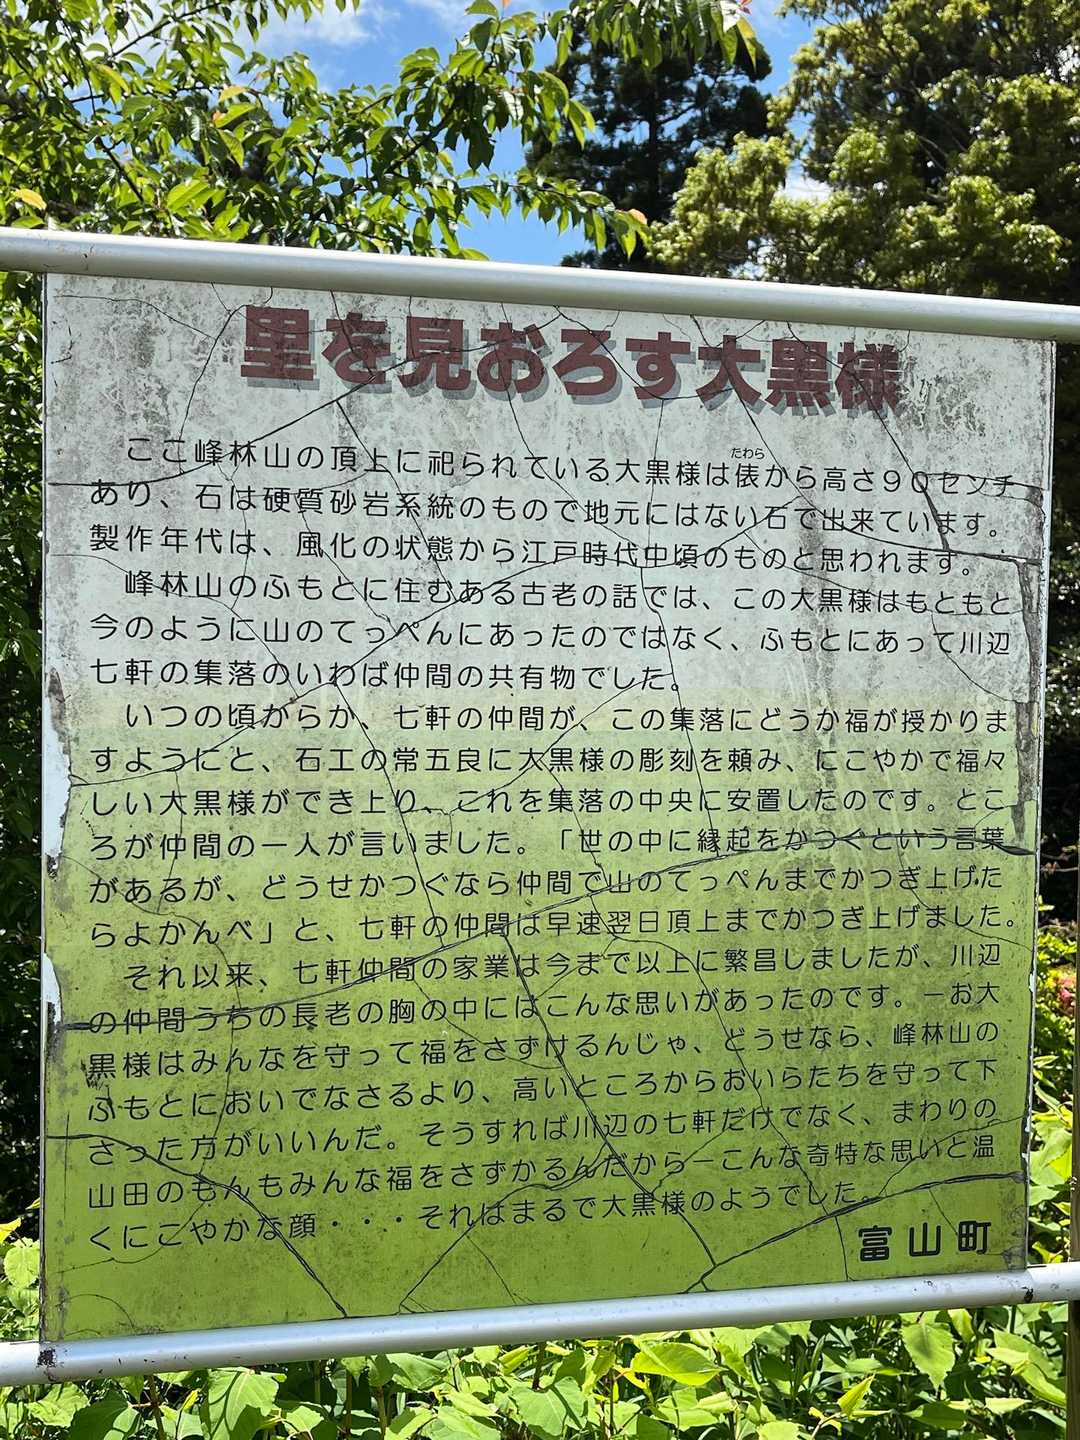 里を見おろす大黒様
たわら
ここ峰林山の頂上に祀られている大黒様は俵から高さ90センチ
あり、石は硬質砂岩系統のもので地元にはない石で出来ています。
製作年代は、風化の状態から江戸時代中頃のものと思われます。
峰林山のふもとに住むある古老の話では、この大黒様はもともと
今のように山のてっぺんにあったのではなく、ふもとにあって川辺
七軒の集落のいわば仲間の共有物でした。
いつの頃からか、七軒の仲間が、この集落にどうか福が授かりま
すようにと、石工の常五良に大黒様の彫刻を頼み、にこやかで福々
しい大黒様ができ上り、これを集落の中央に安置したのです。とこ
ろが仲間の一人が言いました。「世の中に縁起をかつぐという言葉
があるが、どうせかつぐなら仲間で山のてっぺんまでかつぎ上げた
らよかんべ」と、七軒の仲間は早速翌日頂上までかつぎ上げました。
それ以来、七軒仲間の家業は今まで以上に繁昌しましたが、川辺
の仲間うちの長老の胸の中にはこんな思いがあったのです。－お大
黒様はみんなを守って福をさずけるんじゃ、どうせなら、峰林山の
ふもとにおいでなさるより、高いところからおいらたちを守って下
さった方がいいんだ。そうすれば川辺の七軒だけでなく、まわりの
山田のもんもみんな福をさずかるんだから－こんな奇特な思いと温
くにこやかな顔・・・それはまるで大黒様のようでした。
富山町